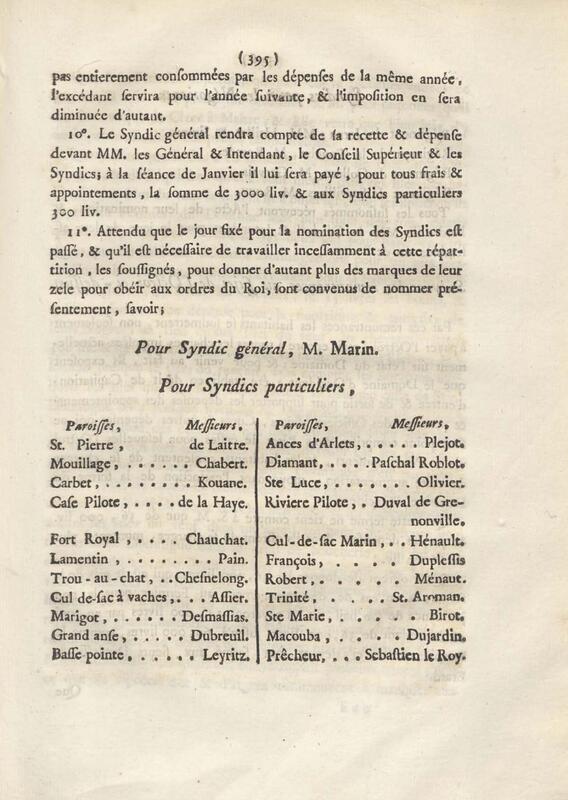 (395)
pas entierement consommées par les dépenses de la même année,
l'excédant servira pour l'année suivante, & l'imposition en sera
diminuée d'autant.
10°. Le Syndic général rendra compte de la recette & dépense
devant MM. les Général & Intendant, le Conseil Supérieur & les
Syndics; à la séance de Janvier il lui sera payé, pour tous frais &
appointements, la somme de 3000 liv. & aux Syndics particuliers
300 liv.
11°. Attendu que le jour fixé pour la nomination des Syndics est
passé, & qu'il est nécessaire de travailler incessamment à cette répar-
tition, les soussignés, pour donner d'autant plus des marques de leur
zele pour obéir aux ordres du Roi, sont convenus de nommer pré-
sentement, savoir;
Pour Syndic général, M. Marin.
Pour Syndics particuliers,
Paroisses, Messieurs.
St. Pierre, de Laitre.
Mouillage, . . . . . . Chabert.
Carbet, . . . . . . . . Kouane.
Case Pilote, . . . . de la Haye.
Fort Royal, . . . . Chauchat.
Lamentin, . . . . . . . . Pain.
Trou-au-chat, . . Chesnelong.
Cul de-sac à vaches, . . . Assier.
Marigot, . . . . . Desmassias.
Grand anse, . . . . . Dubreuil.
Basse-pointe, . . . . . Leyritz.
Paroisses, Messieurs,
Ances d'Arlets, . . . . . Plejot.
Diamant, . . . . Paschal Roblot.
Ste Luce, . . . . . . Olivier.
Riviere Pilote, . Duval de Gre-
nonville.
Cul-de-sac Marin, . . Hénault.
François, . . . . Duplessis
Robert, . . . . . Ménaut.
Trinité, . . . . St. Aroman.
Ste Marie, . . . . . Birot.
Macouba, . . . . . Dujardin.
Prêcheur, . . . Sebastien le Roy.